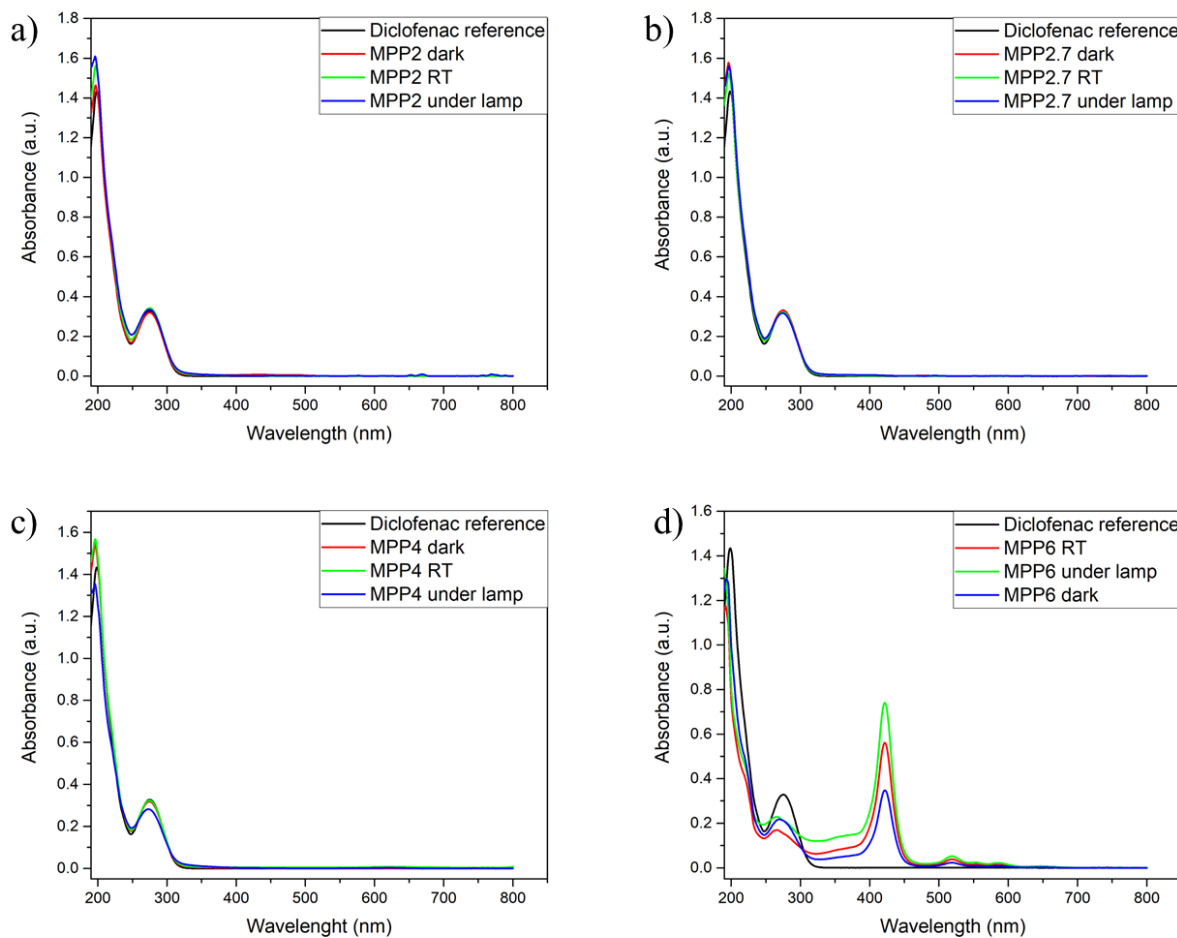 a)
Diclofenac reference
MPP2 dark
MPP2 RT
MPP2 under lamp
Absorbance (a.u.)
1.8
1.6
1.4
1.2
1.0
0.8
0.6
0.4
0.2
0.0
200 300 400 500 600 700 800
Wavelength (nm)
b)
Diclofenac reference
MPP2.7 dark
MPP2.7 RT
MPP2.7 under lamp
Absorbance (a.u.)
1.8
1.6
1.4
1.2
1.0
0.8
0.6
0.4
0.2
0.0
200 300 400 500 600 700 800
Wavelength (nm)
c)
Diclofenac reference
MPP4 dark
MPP4 RT
MPP4 under lamp
Absorbance (a.u.)
1.6
1.4
1.2
1.0
0.8
0.6
0.4
0.2
0.0
200 300 400 500 600 700 800
Wavelenght (nm)
d)
Diclofenac reference
MPP6 RT
MPP6 under lamp
MPP6 dark
Absorbance (a.u.)
1.6
1.4
1.2
1.0
0.8
0.6
0.4
0.2
0.0
200 300 400 500 600 700 800
Wavelength (nm)